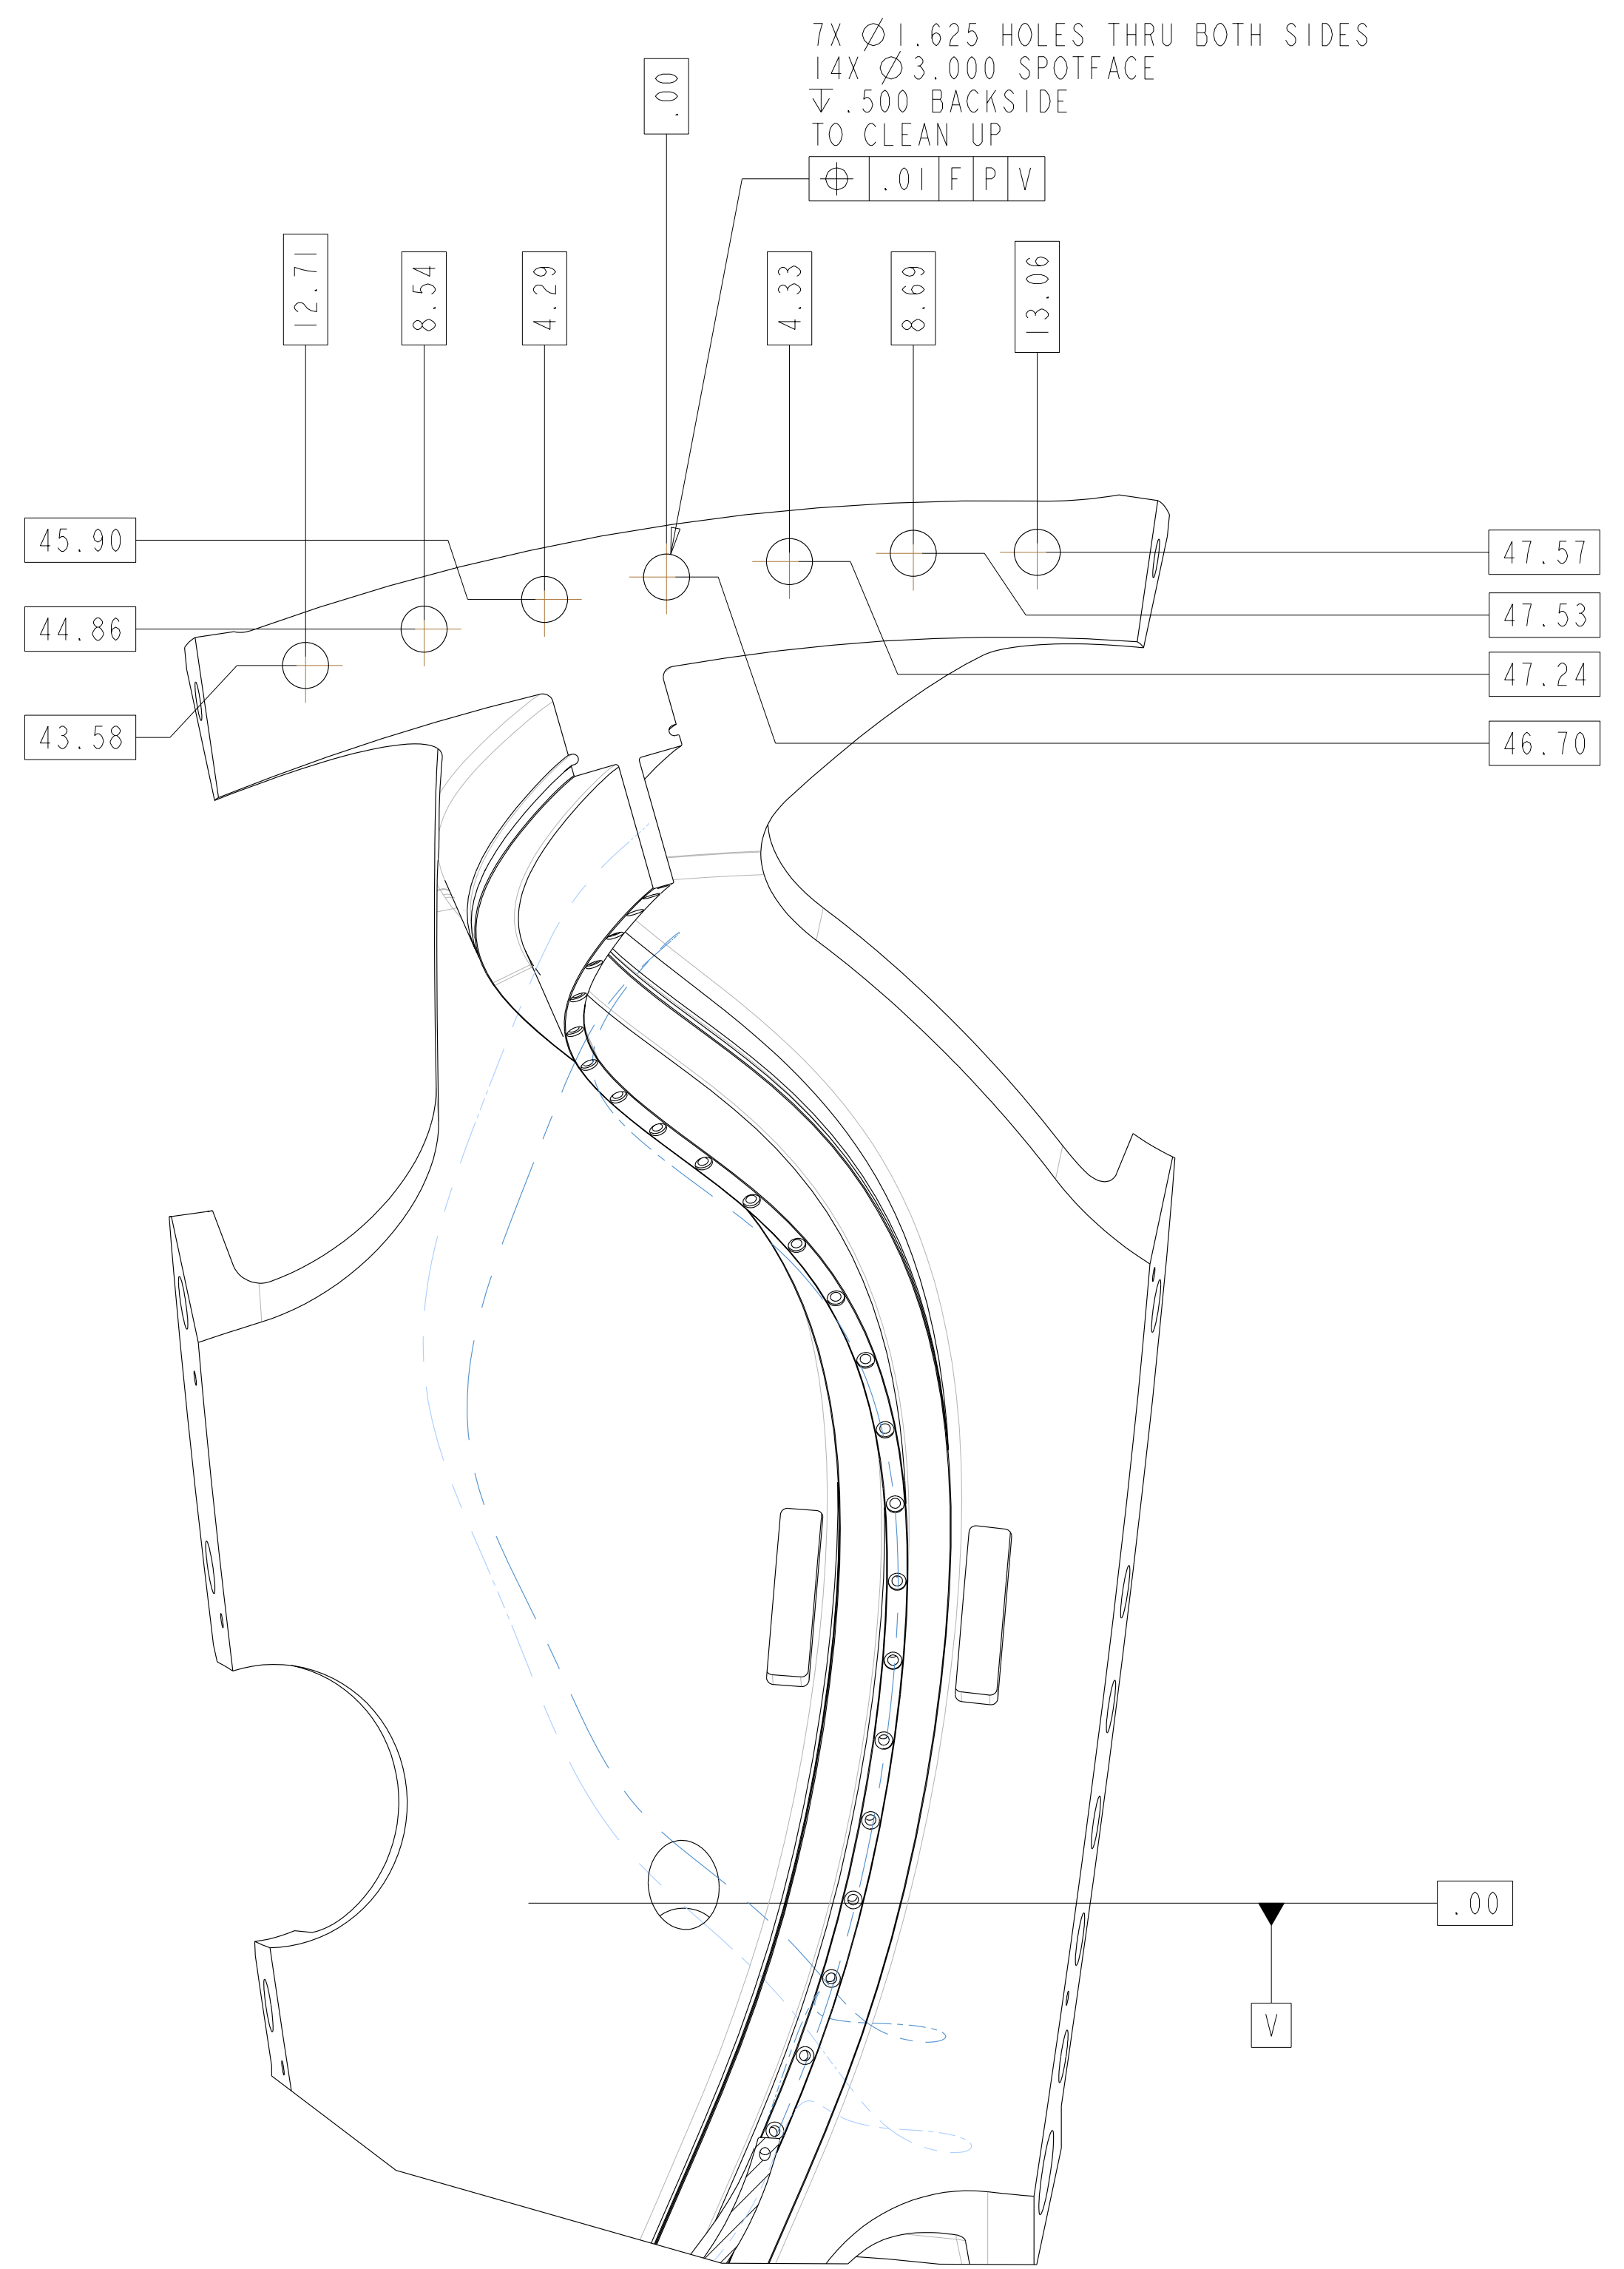 7X Ø1.625 HOLES THRU BOTH SIDES
14X Ø3.000 SPOTFACE
↧.500 BACKSIDE
TO CLEAN UP
⌖ .01 F P V
.00
12.71
8.54
4.29
4.33
8.69
13.06
45.90
44.86
43.58
47.57
47.53
47.24
46.70
.00
V